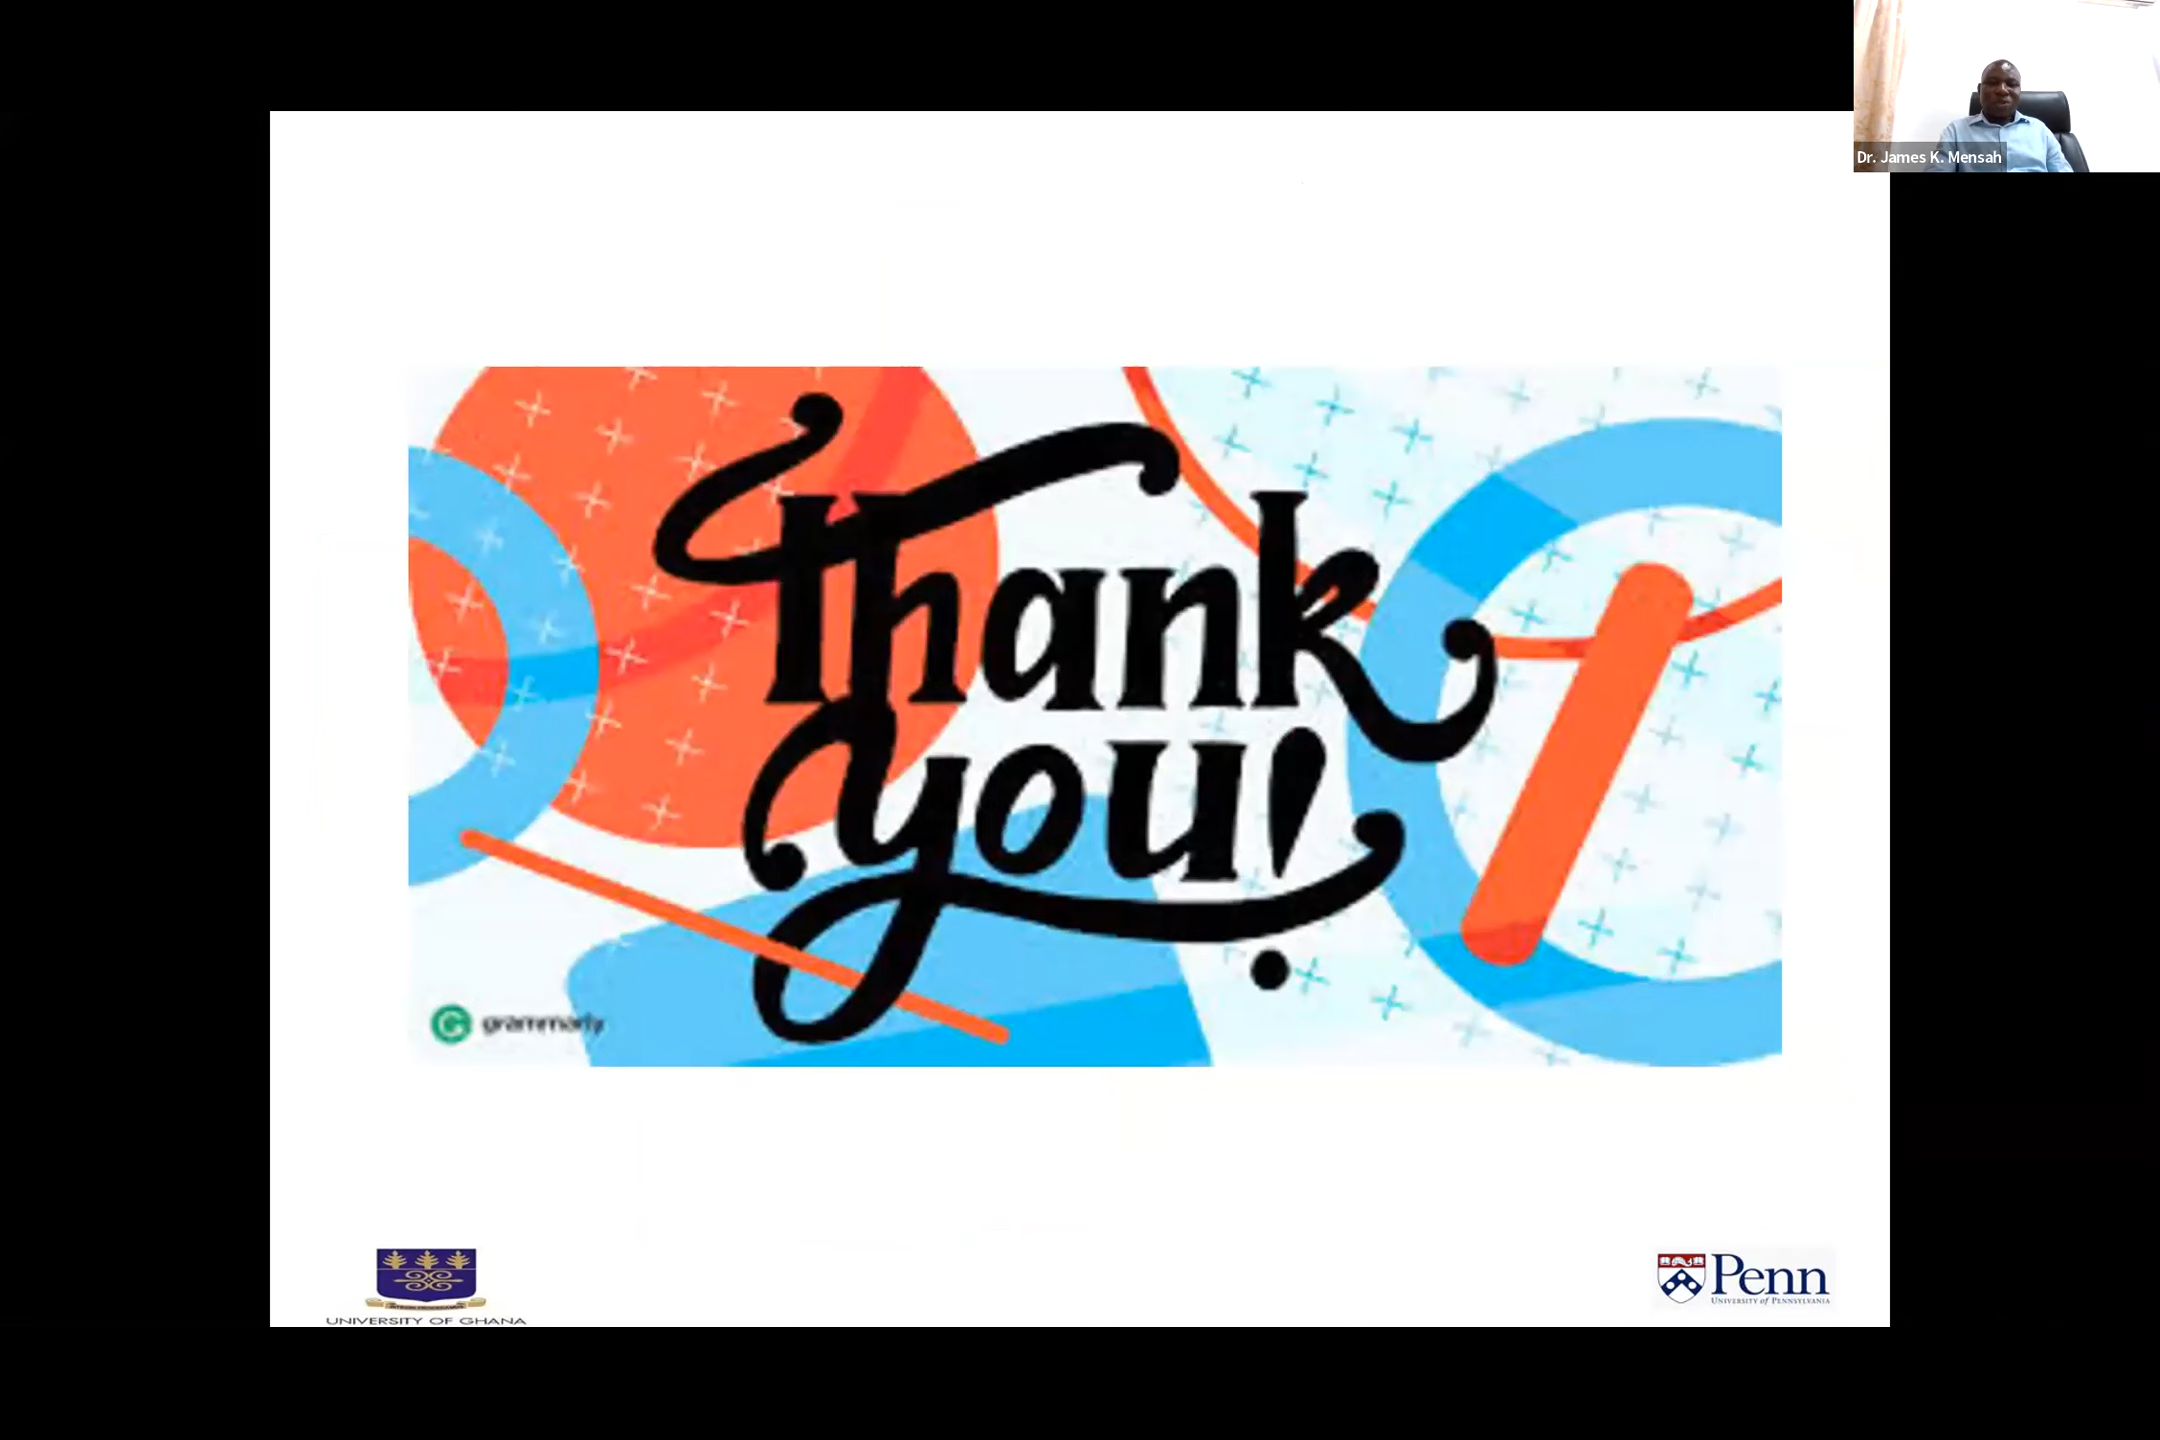 Dr. James K. Mensah
Thank
you!
grammarly
UNIVERSITY OF GHANA
Penn
UNIVERSITY of PENNSYLVANIA